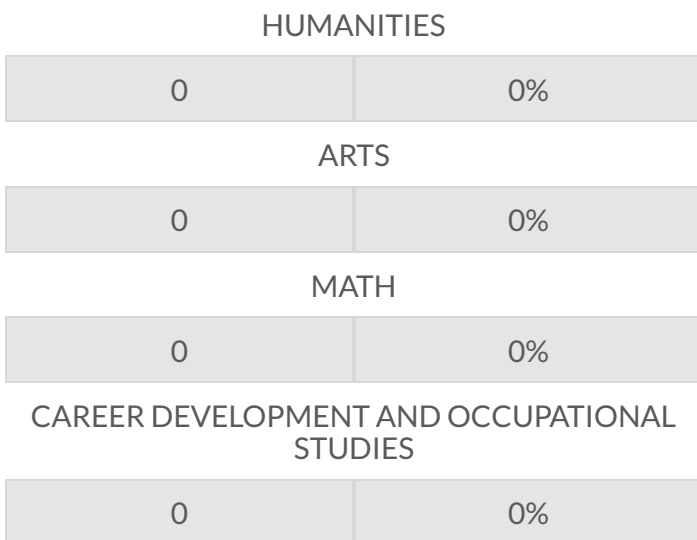 HUMANITIES
0 0%
ARTS
0 0%
MATH
0 0%
CAREER DEVELOPMENT AND OCCUPATIONAL
STUDIES
0 0%